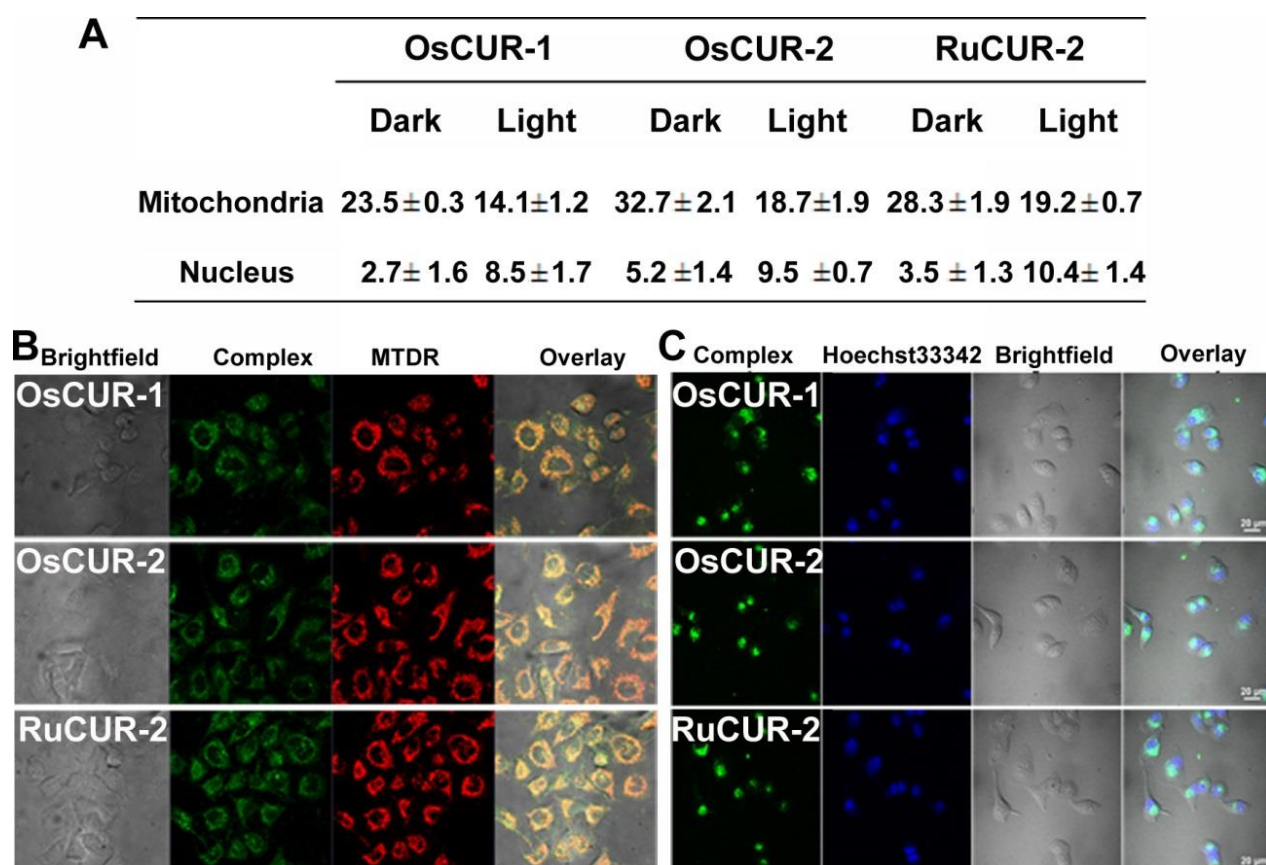 A
OsCUR-1 OsCUR-2 RuCUR-2
Dark Light Dark Light Dark Light
Mitochondria 23.5±0.3 14.1±1.2 32.7±2.1 18.7±1.9 28.3±1.9 19.2±0.7
Nucleus 2.7± 1.6 8.5±1.7 5.2±1.4 9.5 ±0.7 3.5 ±1.3 10.4± 1.4
B
Brightfield Complex MTDR Overlay
OsCUR-1
OsCUR-2
RuCUR-2
C
Complex Hoechst33342 Brightfield Overlay
OsCUR-1
20 μm
OsCUR-2
20 μm
RuCUR-2